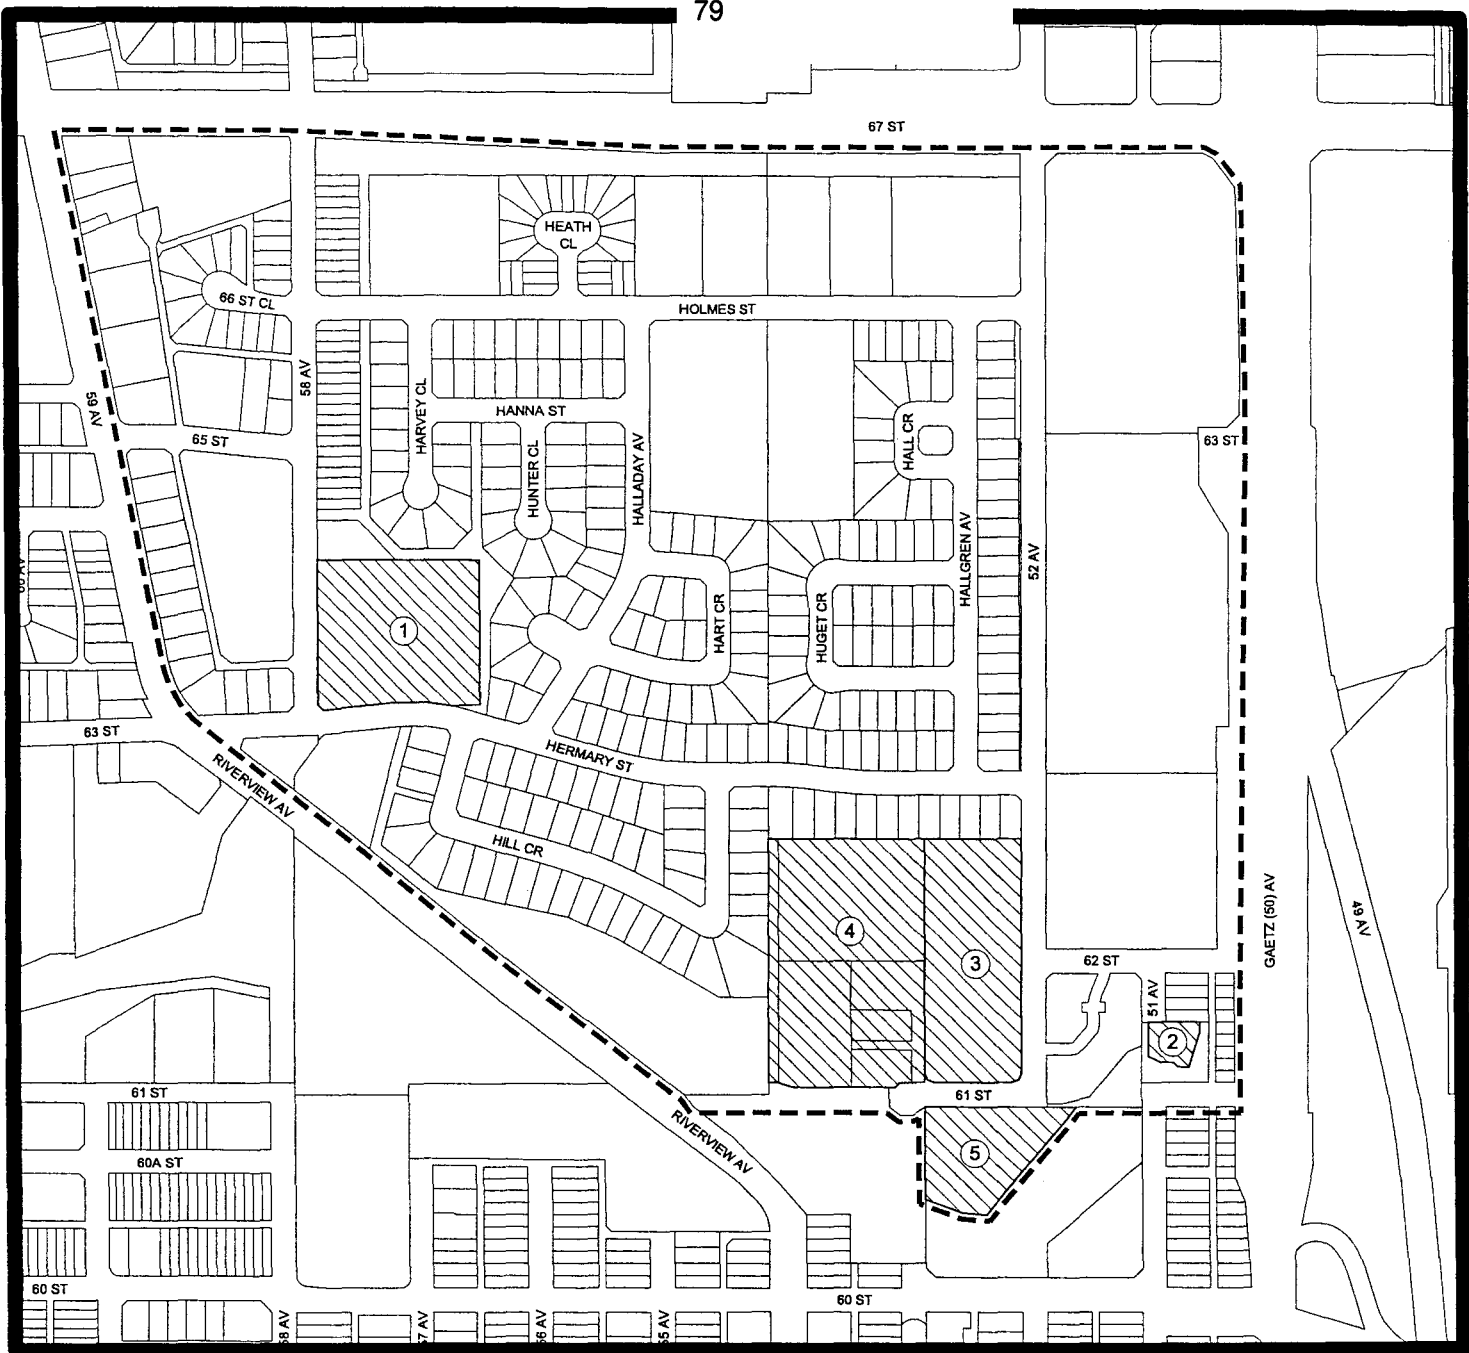 79
67 ST
HEATH
CL
66 ST CL
HOLMES ST
58 AV
59 AV
HARVEY CL
HANNA ST
HUNTER CL
HALLADAY AV
HALL CR
65 ST
63 ST
HALLGREN AV
52 AV
60 AV
1
HART CR
HUGET CR
63 ST
RIVERVIEW AV
HERMARY ST
HILL CR
4
3
GAETZ (50) AV
49 AV
62 ST
51 AV
2
61 ST
61 ST
RIVERVIEW AV
5
60A ST
60 ST
60 ST
58 AV
57 AV
56 AV
55 AV